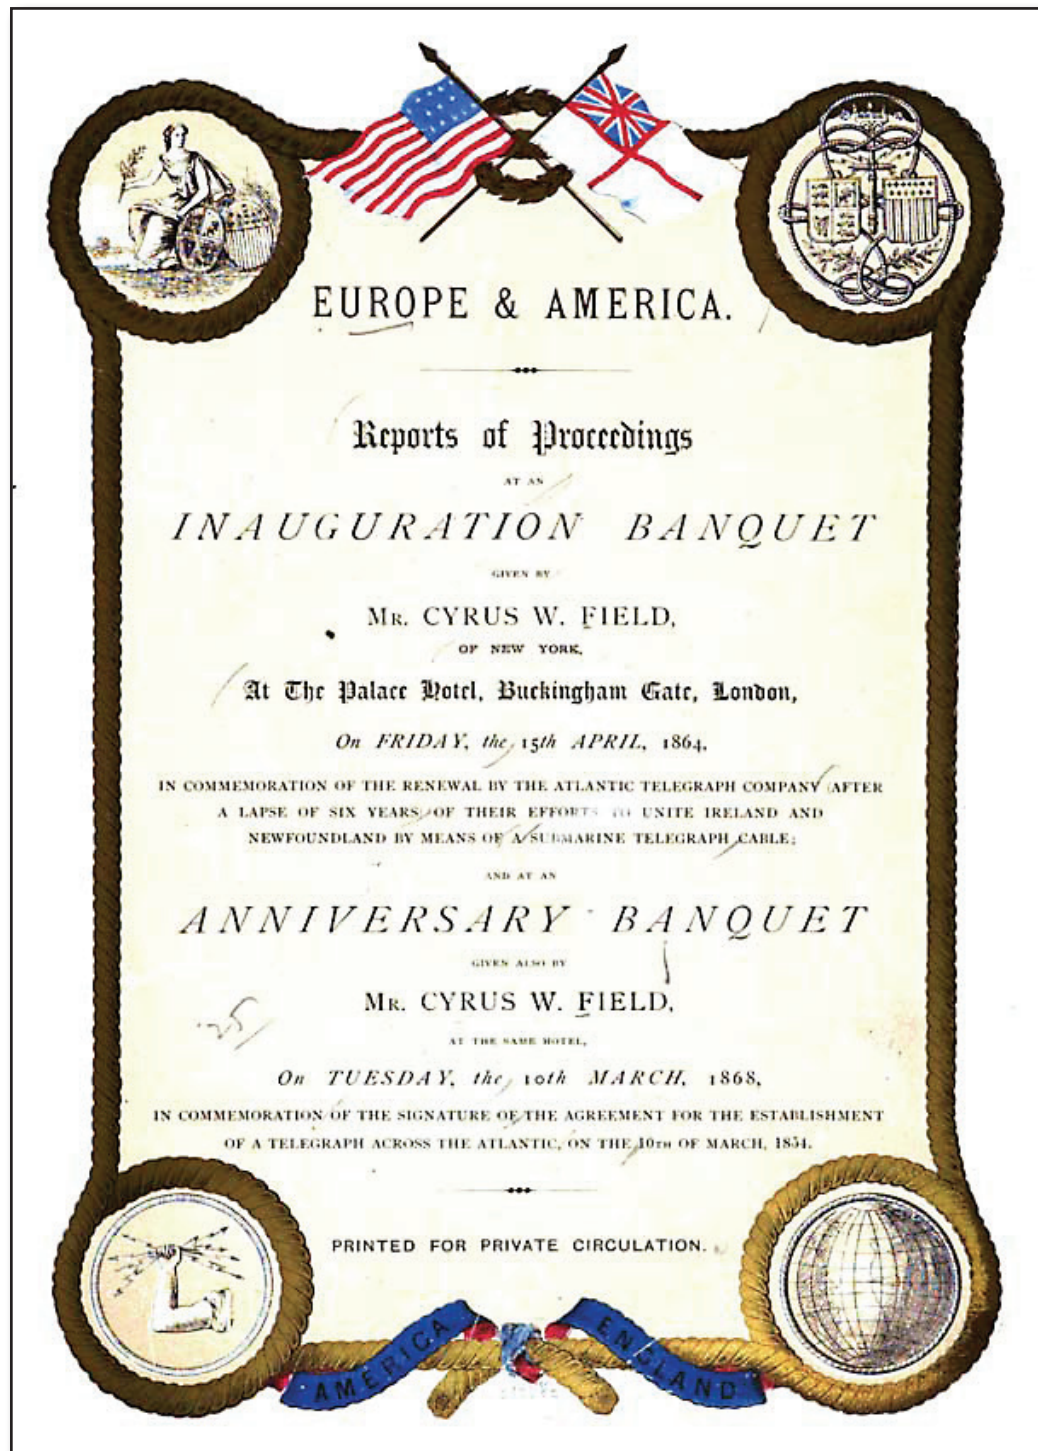 EUROPE & AMERICA.
Reports of Proceedings
AT AN
INAUGURATION BANQUET
GIVEN BY
MR. CYRUS W. FIELD,
OF NEW YORK,
At The Palace Hotel, Buckingham Gate, London,
On FRIDAY, the 15th APRIL, 1864,
IN COMMEMORATION OF THE RENEWAL BY THE ATLANTIC TELEGRAPH COMPANY (AFTER
A LAPSE OF SIX YEARS) OF THEIR EFFORTS TO UNITE IRELAND AND
NEWFOUNDLAND BY MEANS OF A SUBMARINE TELEGRAPH CABLE;
AND AT AN
ANNIVERSARY BANQUET
GIVEN ALSO BY
MR. CYRUS W. FIELD,
'25
AT THE SAME HOTEL,
On TUESDAY, the 10th MARCH, 1868,
IN COMMEMORATION OF THE SIGNATURE OF THE AGREEMENT FOR THE ESTABLISHMENT
OF A TELEGRAPH ACROSS THE ATLANTIC, ON THE 10TH OF MARCH, 1854.
PRINTED FOR PRIVATE CIRCULATION.
AMERICA
ENGLAND